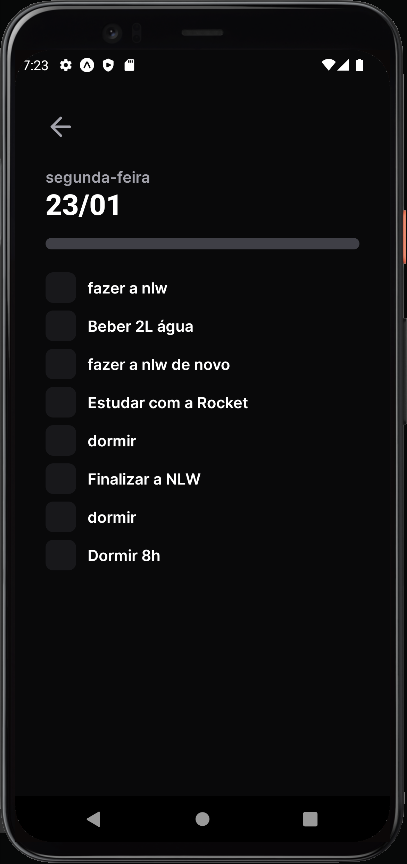 7:23
segunda-feira
23/01
fazer a nlw
Beber 2L água
fazer a nlw de novo
Estudar com a Rocket
dormir
Finalizar a NLW
dormir
Dormir 8h